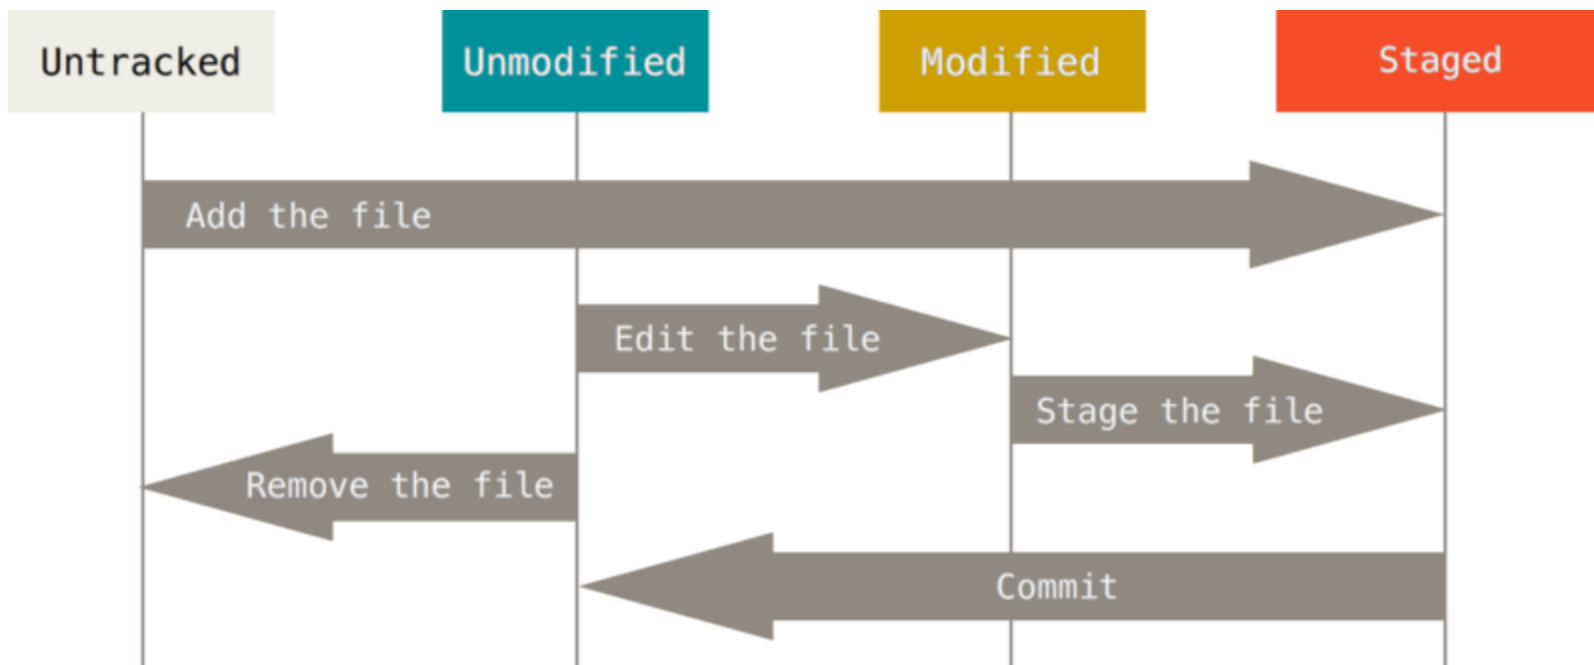 Untracked
Unmodified
Modified
Staged
Add the file
Edit the file
Stage the file
Remove the file
Commit